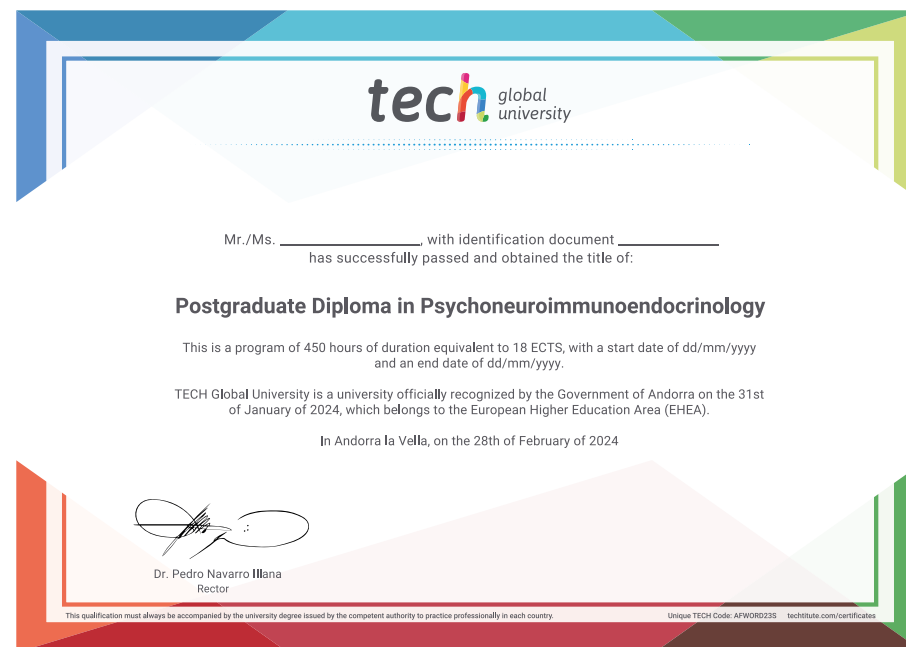 tech global university
Mr./Ms. ____________, with identification document ____________
has successfully passed and obtained the title of:
Postgraduate Diploma in Psychoneuroimmunoendocrinology
This is a program of 450 hours of duration equivalent to 18 ECTS, with a start date of dd/mm/yyyy
and an end date of dd/mm/yyyy.
TECH Global University is a university officially recognized by the Government of Andorra on the 31st
of January of 2024, which belongs to the European Higher Education Area (EHEA).
In Andorra la Vella, on the 28th of February of 2024
Dr. Pedro Navarro Illana
Rector
This qualification must always be accompanied by the university degree issued by the competent authority to practice professionally in each country.
Unique TECH Code: AFWORD23S techtitute.com/certificates